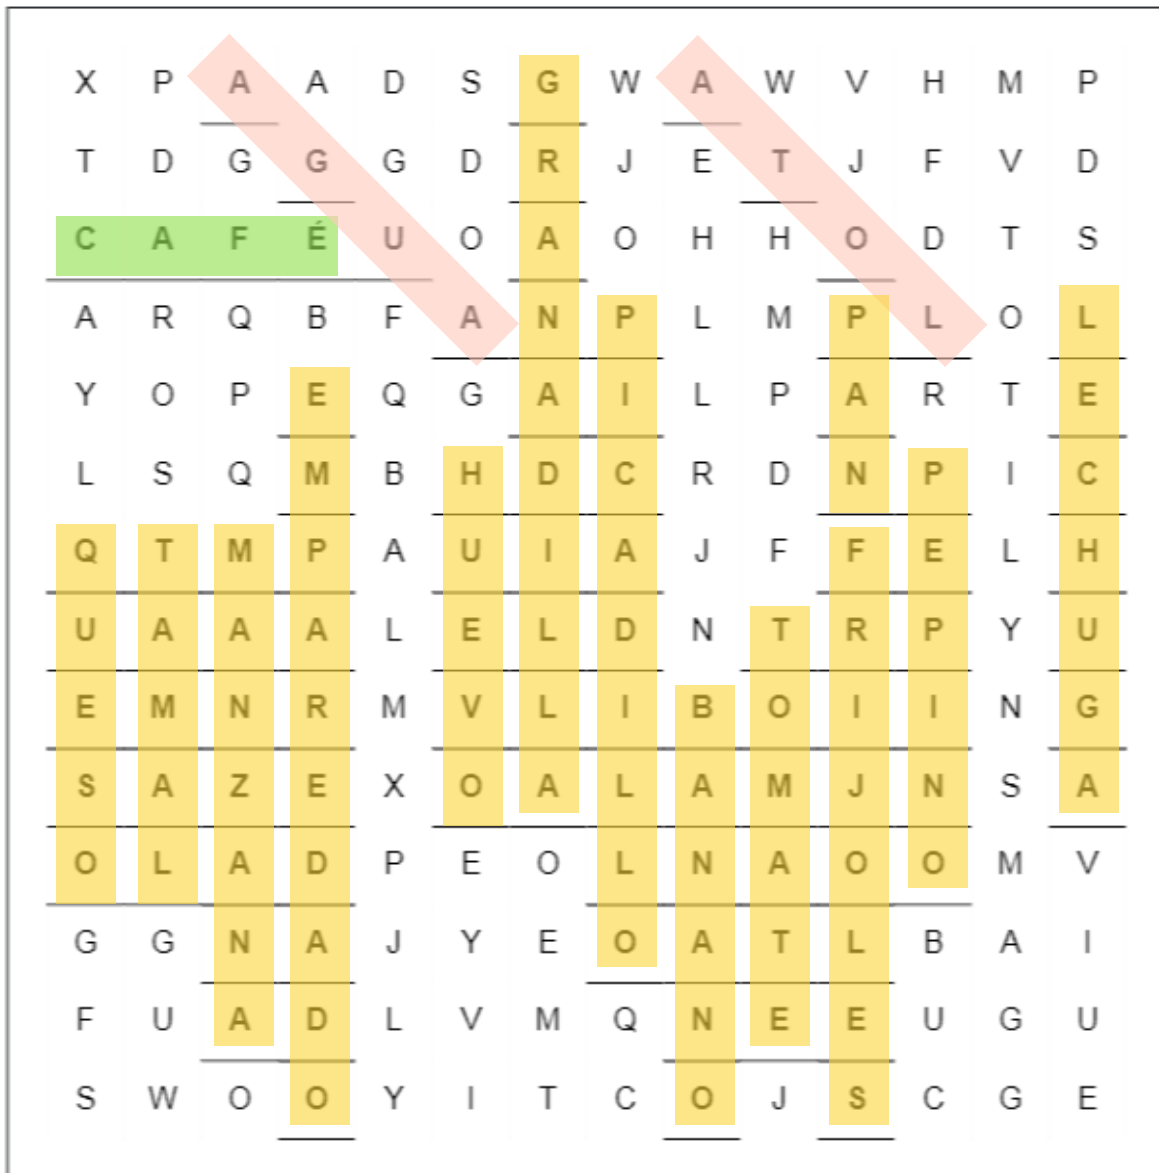 X P A A D S G W A W V H M P
T D G G G D R J E T J F V D
C A F É U O A O H H O D T S
A R Q B F A N P L M P L O L
Y O P E Q G A I L P A R T E
L S Q M B H D C R D N P I C
Q T M P A U I A J F F E L H
U A A A L E L D N T R P Y U
E M N R M V L I B O I I N G
S A Z E X O A L A M J N S A
O L A D P E O L N A O O M V
G G N A J Y E O A T L B A I
F U A D L V M Q N E E U G U
S W O O Y I T C O J S C G E